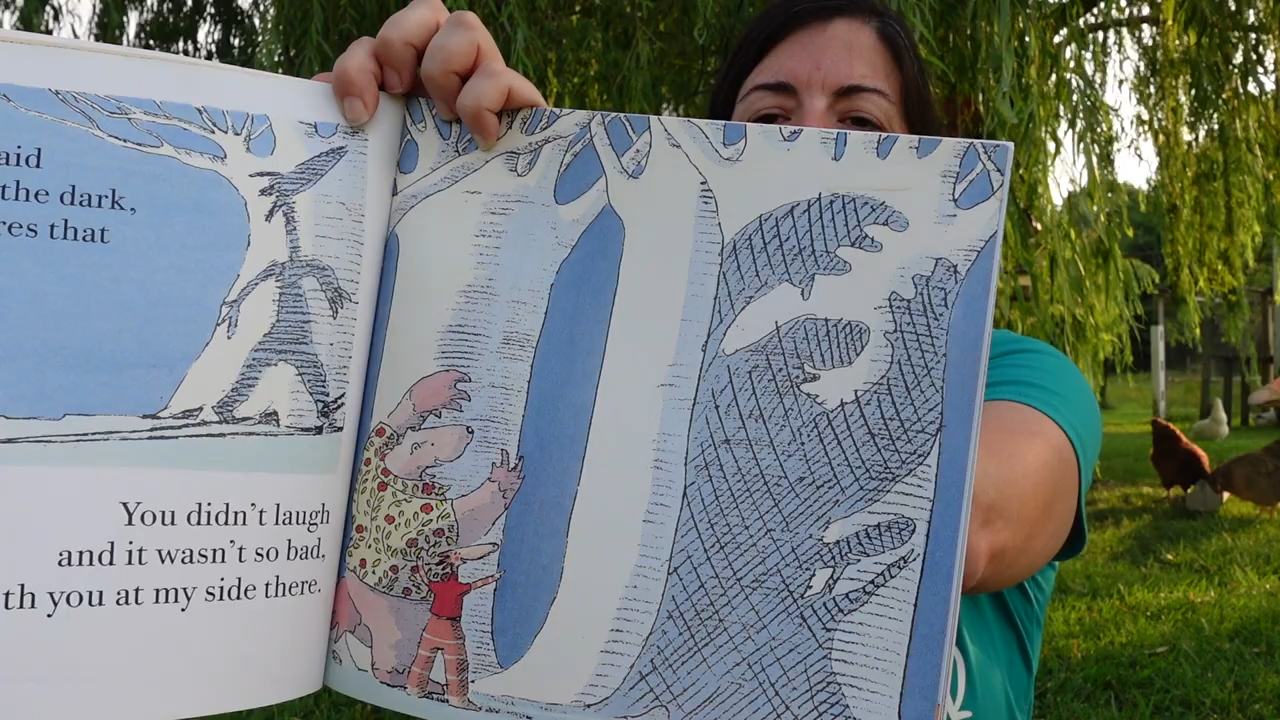 aid
the dark,
res that
You didn't laugh
and it wasn't so bad,
th you at my side there.